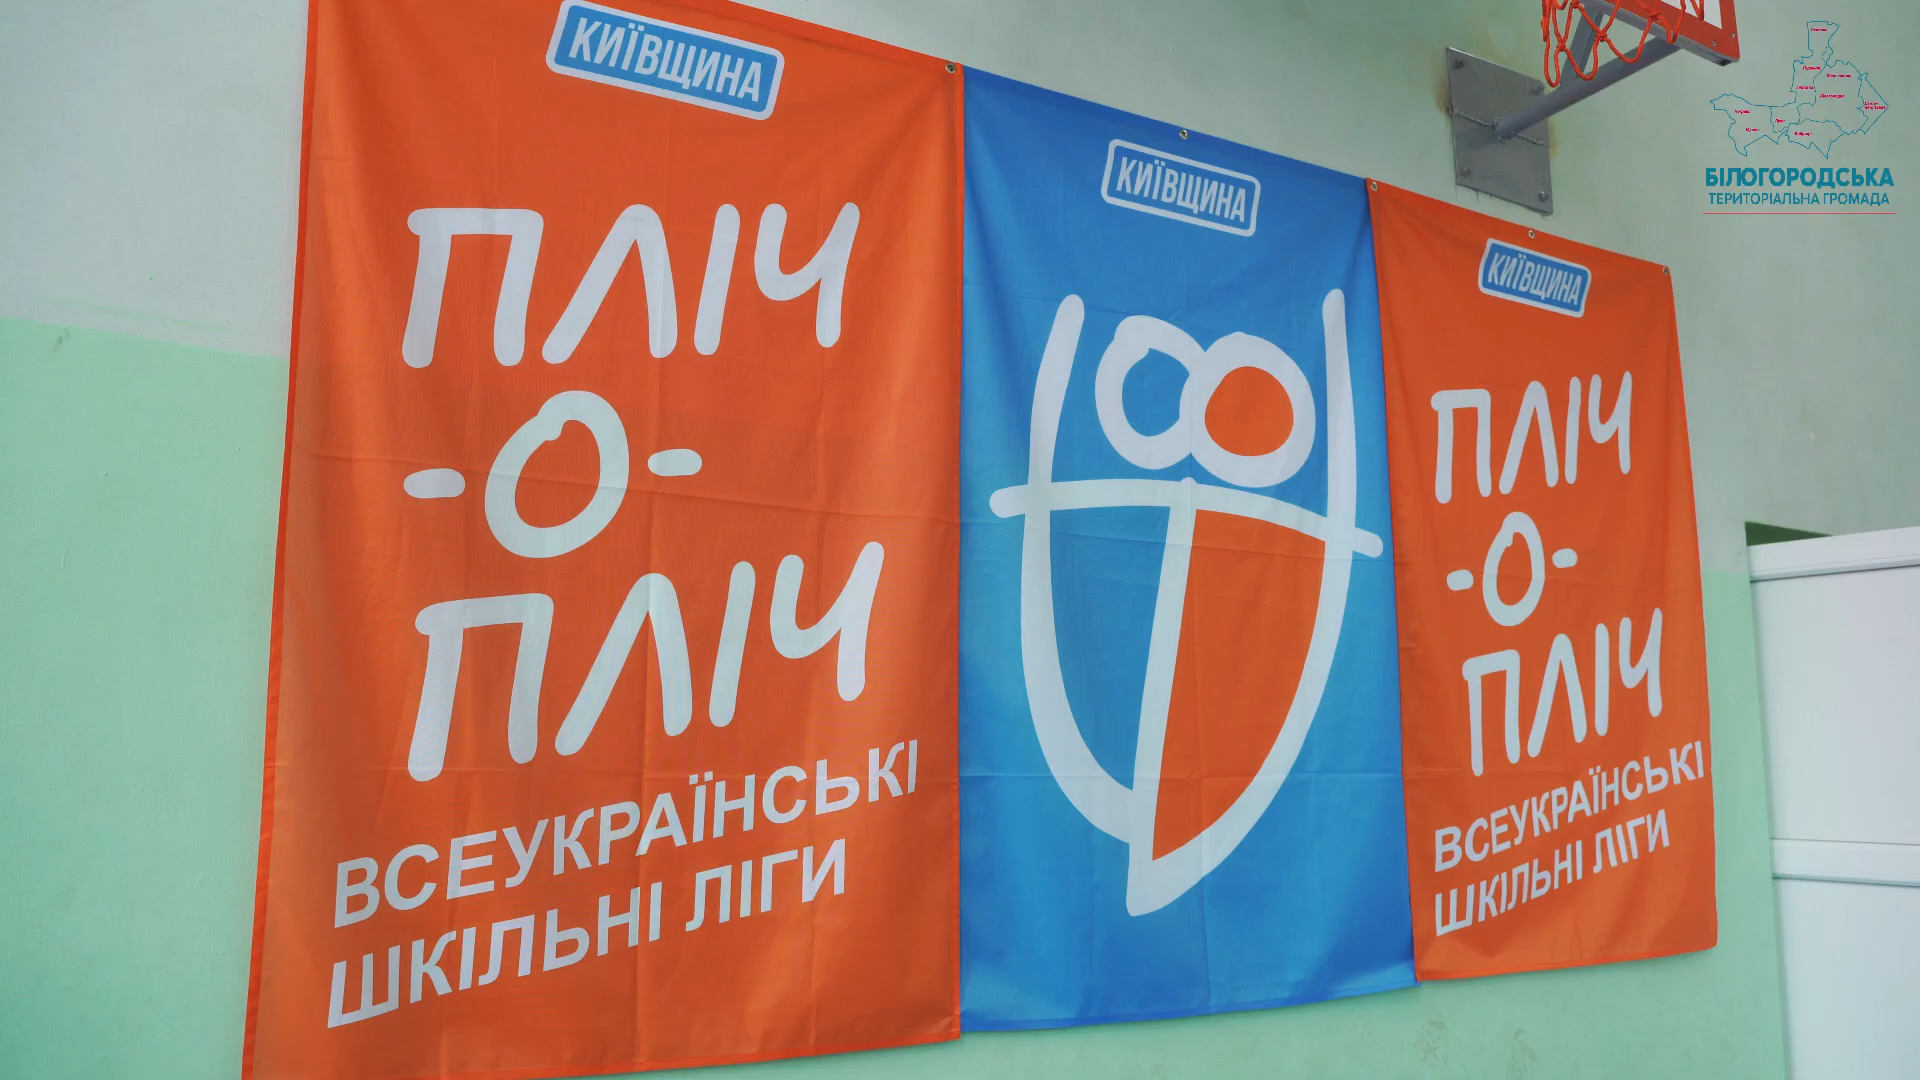 КИЇВЩИНА
ПЛІЧ
-О-
ПЛІЧ
ВСЕУКРАЇНСЬКІ
ШКІЛЬНІ ЛІГИ
КИЇВЩИНА
КИЇВЩИНА
ПЛІЧ
-О-
ПЛІЧ
ВСЕУКРАЇНСЬКІ
ШКІЛЬНІ ЛІГИ
БІЛОГОРОДСЬКА
ТЕРИТОРІАЛЬНА ГРОМАДА